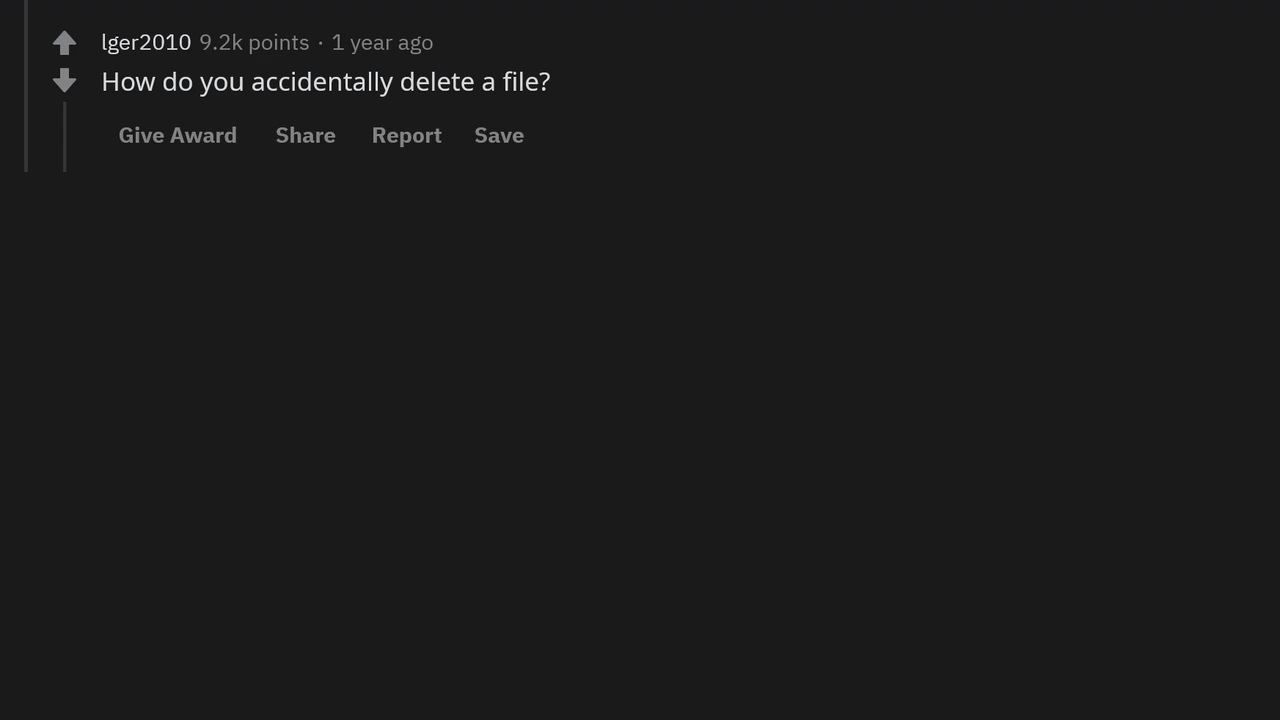 lger2010 9.2k points · 1 year ago
How do you accidentally delete a file?
Give Award Share Report Save